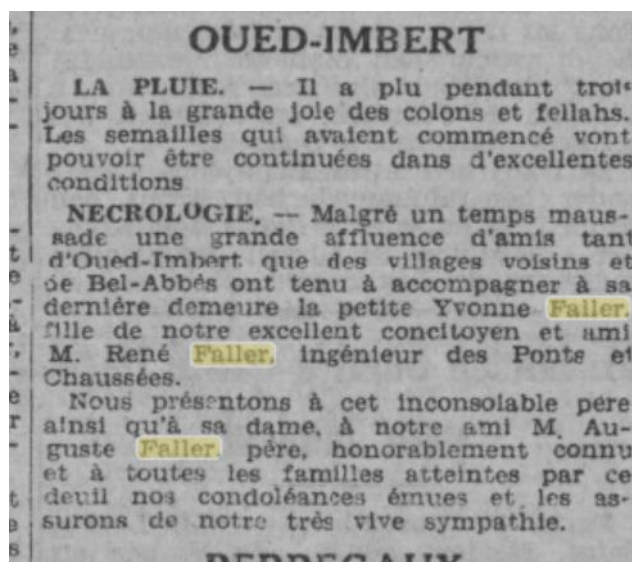 OUED-IMBERT
LA PLUIE. — Il a plu pendant trois
jours à la grande joie des colons et fellahs.
Les semailles qui avaient commencé vont
pouvoir être continuées dans d'excellentes
conditions
NECROLOGIE. — Malgré un temps maus-
sade une grande affluence d'amis tant
d'Oued-Imbert que des villages voisins et
de Bel-Abbès ont tenu à accompagner à sa
dernière demeure la petite Yvonne Faller,
fille de notre excellent concitoyen et ami
M. René Faller, ingénieur des Ponts et
Chaussées.
Nous présentons à cet inconsolable père
ainsi qu'à sa dame, à notre ami M. Au-
guste Faller, père, honorablement connu
et à toutes les familles atteintes par ce
deuil nos condoléances émues et les as-
surons de notre très vive sympathie.